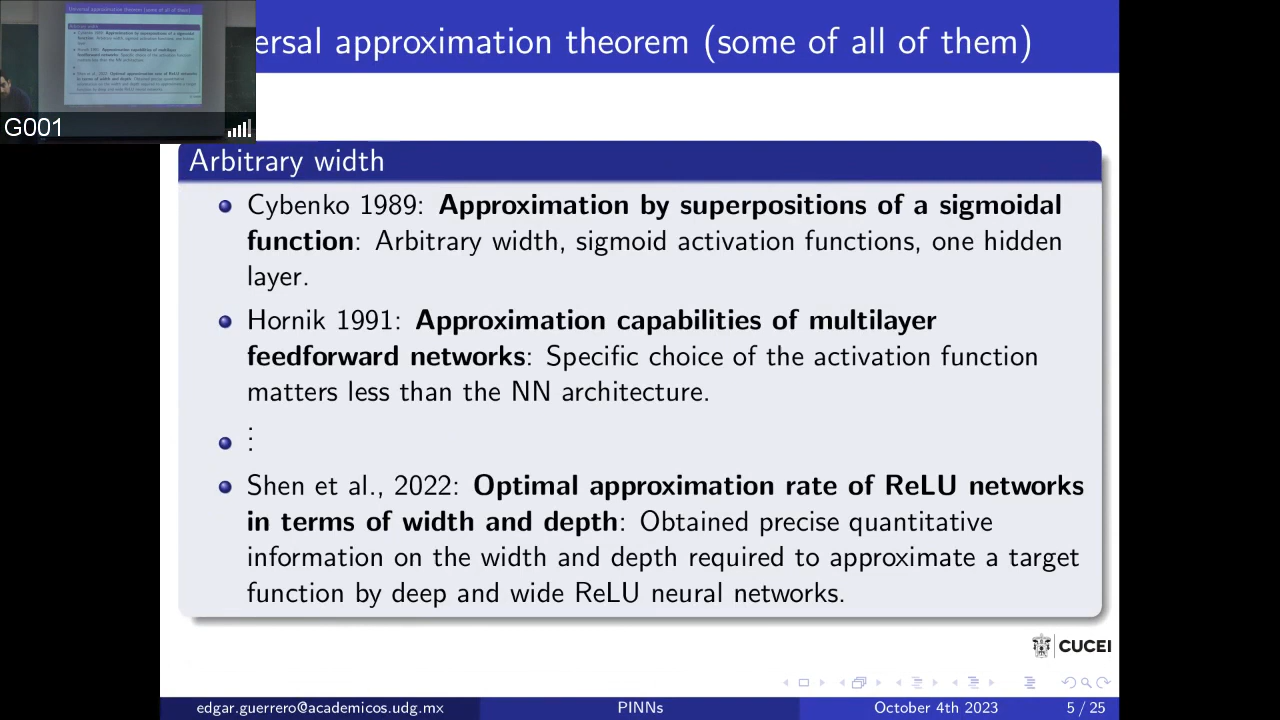 ersal approximation theorem (some of all of them)
G001
Arbitrary width
Cybenko 1989: Approximation by superpositions of a sigmoidal
function: Arbitrary width, sigmoid activation functions, one hidden
layer.
Hornik 1991: Approximation capabilities of multilayer
feedforward networks: Specific choice of the activation function
matters less than the NN architecture.
⋮
Shen et al., 2022: Optimal approximation rate of ReLU networks
in terms of width and depth: Obtained precise quantitative
information on the width and depth required to approximate a target
function by deep and wide ReLU neural networks.
CUCEI
edgar.guerrero@academicos.udg.mx PINNs October 4th 2023 5 / 25